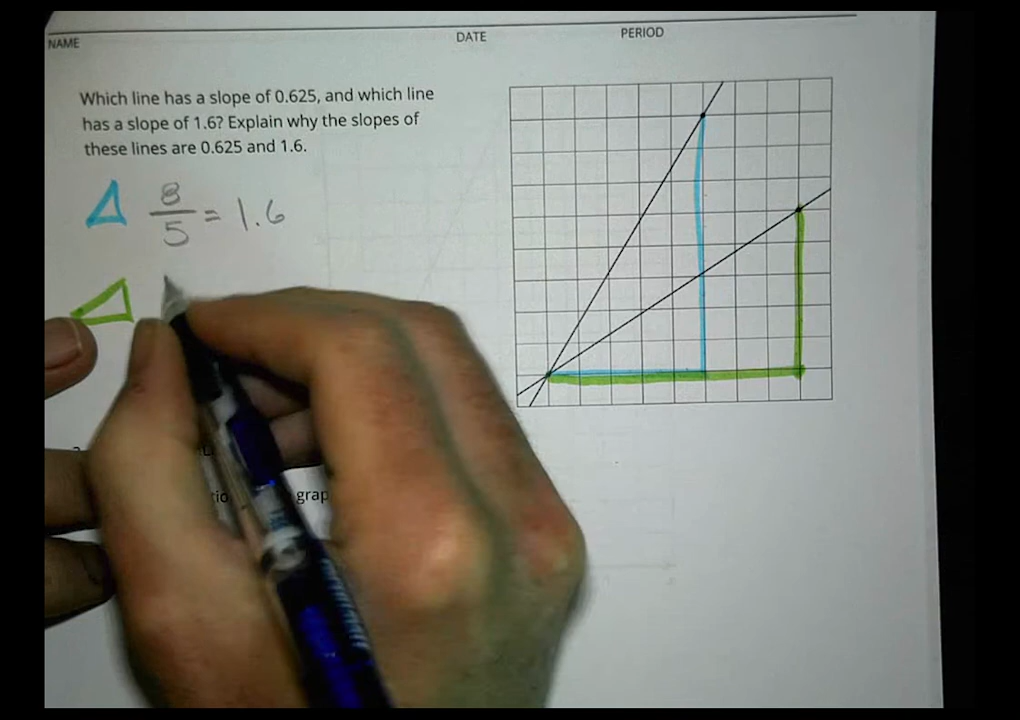 NAME DATE PERIOD
Which line has a slope of 0.625, and which line
has a slope of 1.6? Explain why the slopes of
these lines are 0.625 and 1.6.
8/5 = 1.6
grap